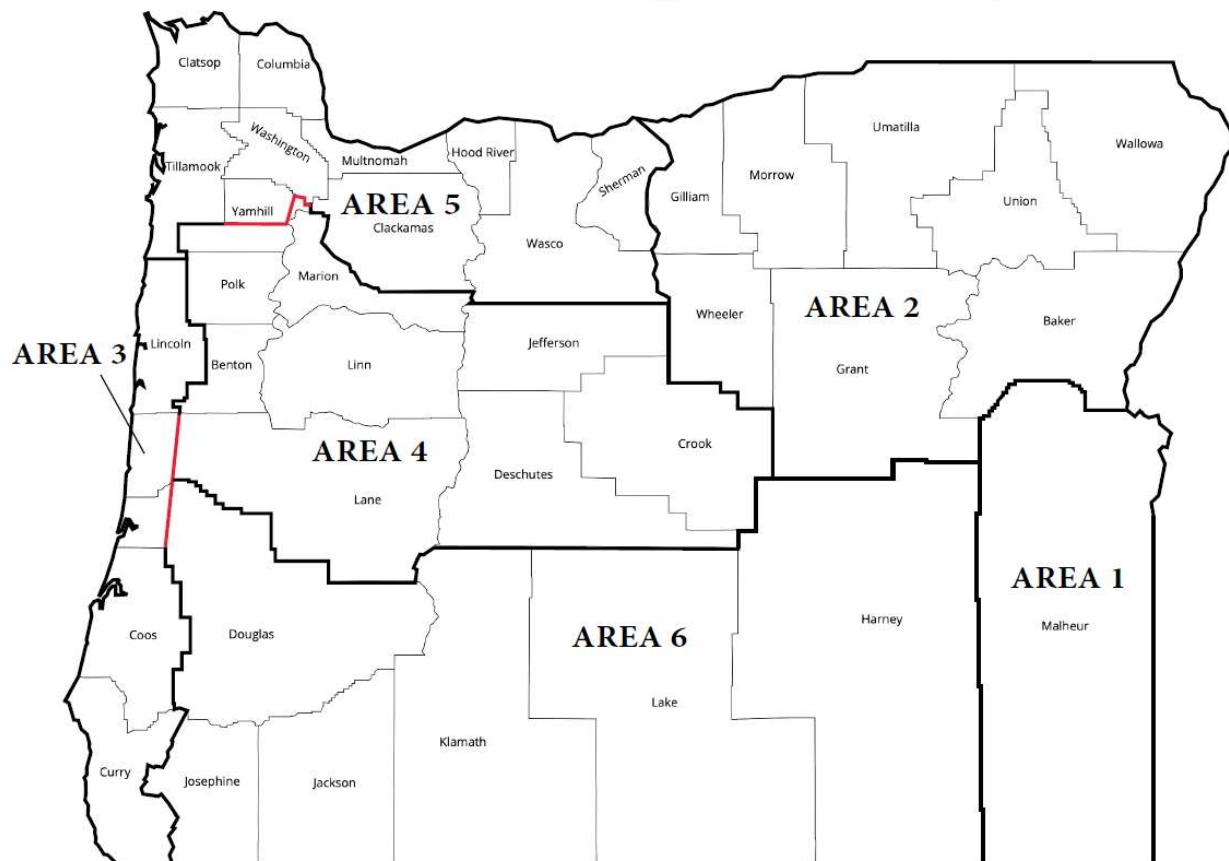 Clatsop
Columbia
Washington
Tillamook
Multnomah
Hood River
Sherman
Umatilla
Wallowa
Morrow
Gilliam
Union
Yamhill
AREA 5
Clackamas
Wasco
Polk
Marion
Wheeler
AREA 2
Baker
Lincoln
AREA 3
Benton
Linn
Jefferson
Grant
AREA 4
Crook
Deschutes
Lane
AREA 1
Malheur
Coos
Douglas
AREA 6
Harney
Lake
Klamath
Curry
Josephine
Jackson